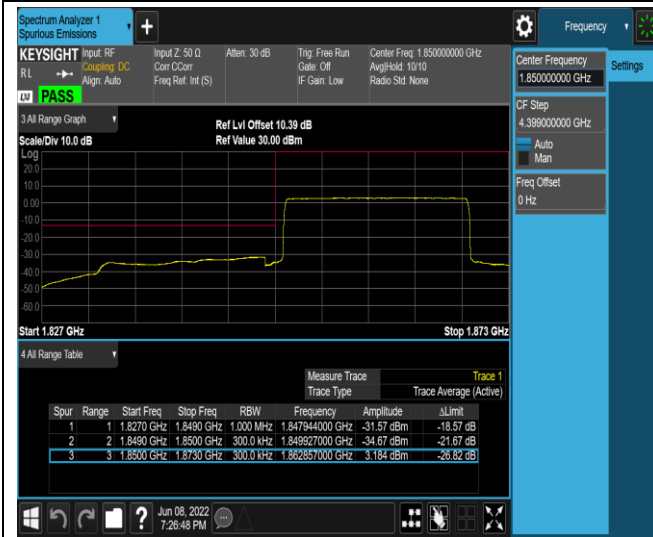 Spectrum Analyzer 1
Spurious Emissions
+
Frequency
KEYSIGHT
RL
Input: RF
Coupling: DC
Align: Auto
Input Z: 50 Ω
Corr CCorr
Freq Ref: Int (S)
Atten: 30 dB
Trig: Free Run
Gate: Off
IF Gain: Low
Center Freq: 1.850000000 GHz
Avg|Hold: 10/10
Radio Std: None
LXI
PASS
Center Frequency
1.850000000 GHz
Settings
CF Step
4.399000000 GHz
Auto
Man
Freq Offset
0 Hz
3 All Range Graph
Scale/Div 10.0 dB
Ref Lvl Offset 10.39 dB
Ref Value 30.00 dBm
Log
20.0
10.0
0.00
-10.0
-20.0
-30.0
-40.0
-50.0
-60.0
Start 1.827 GHz
Stop 1.873 GHz
4 All Range Table
Measure Trace Trace 1
Trace Type Trace Average (Active)
Spur Range Start Freq Stop Freq RBW Frequency Amplitude ΔLimit
1 1 1.8270 GHz 1.8490 GHz 1.000 MHz 1.847944000 GHz -31.57 dBm -18.57 dB
2 2 1.8490 GHz 1.8500 GHz 300.0 kHz 1.849927000 GHz -34.67 dBm -21.67 dB
3 3 1.8500 GHz 1.8730 GHz 300.0 kHz 1.862857000 GHz 3.184 dBm -26.82 dB
?
Jun 08, 2022
7:26:48 PM